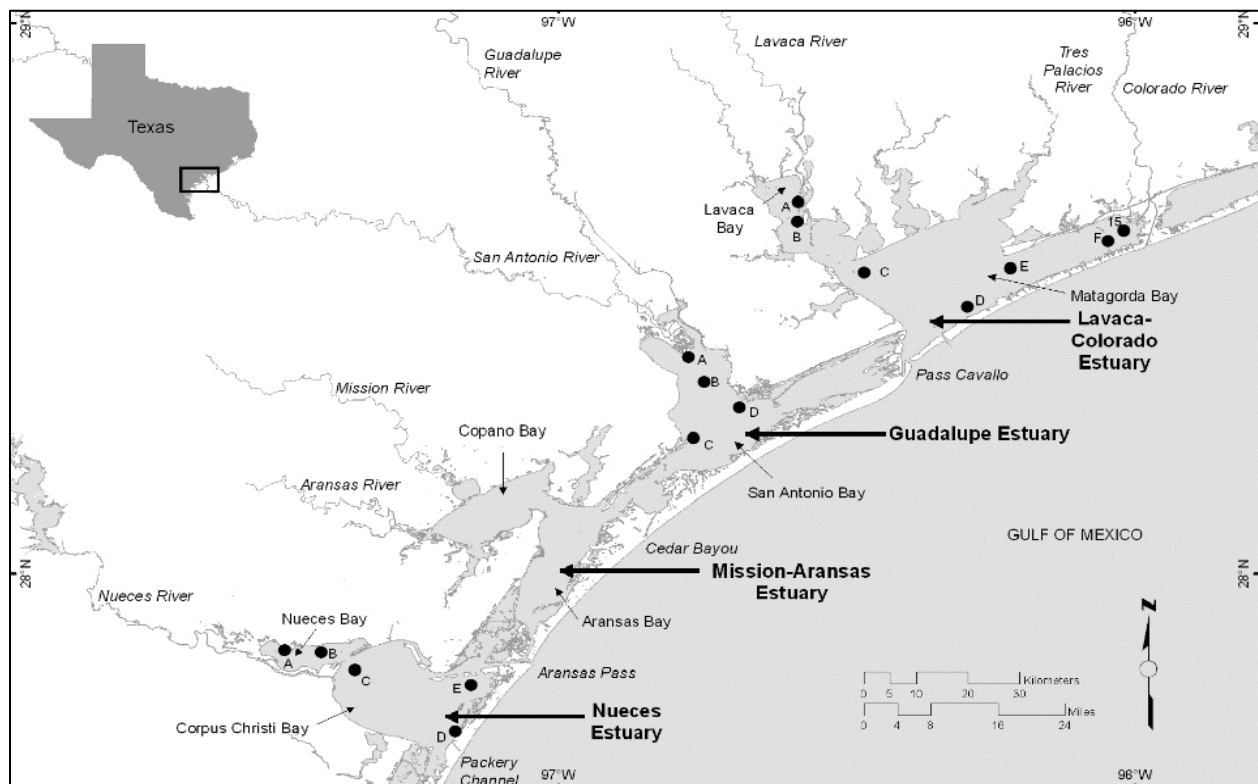 29°N
97°W
96°W
29°N
Lavaca River
Guadalupe
River
Tres
Palacios
River
Colorado River
Texas
Lavaca
Bay
A
B
15
F
C
E
D
San Antonio River
Matagorda Bay
Lavaca-
Colorado
Estuary
A
B
D
C
Pass Cavallo
Mission River
Copano Bay
Guadalupe Estuary
Aransas River
San Antonio Bay
GULF OF MEXICO
Cedar Bayou
28°N
28°N
Mission-Aransas
Estuary
Nueces River
Nueces Bay
Aransas Bay
A
B
C
E
D
Aransas Pass
N
Kilometers
0 5 10 20 30
Miles
0 4 8 16 24
Corpus Christi Bay
Nueces
Estuary
Packery
Channel
97°W
96°W